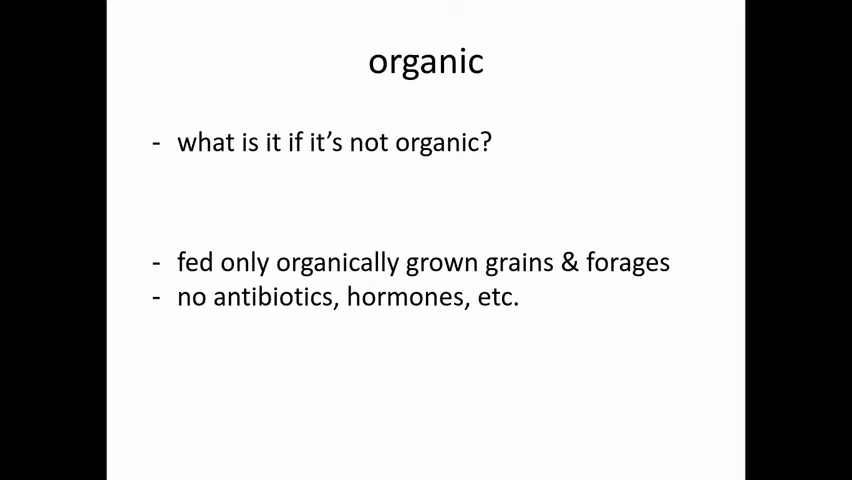 organic
- what is it if it’s not organic?
- fed only organically grown grains & forages
- no antibiotics, hormones, etc.